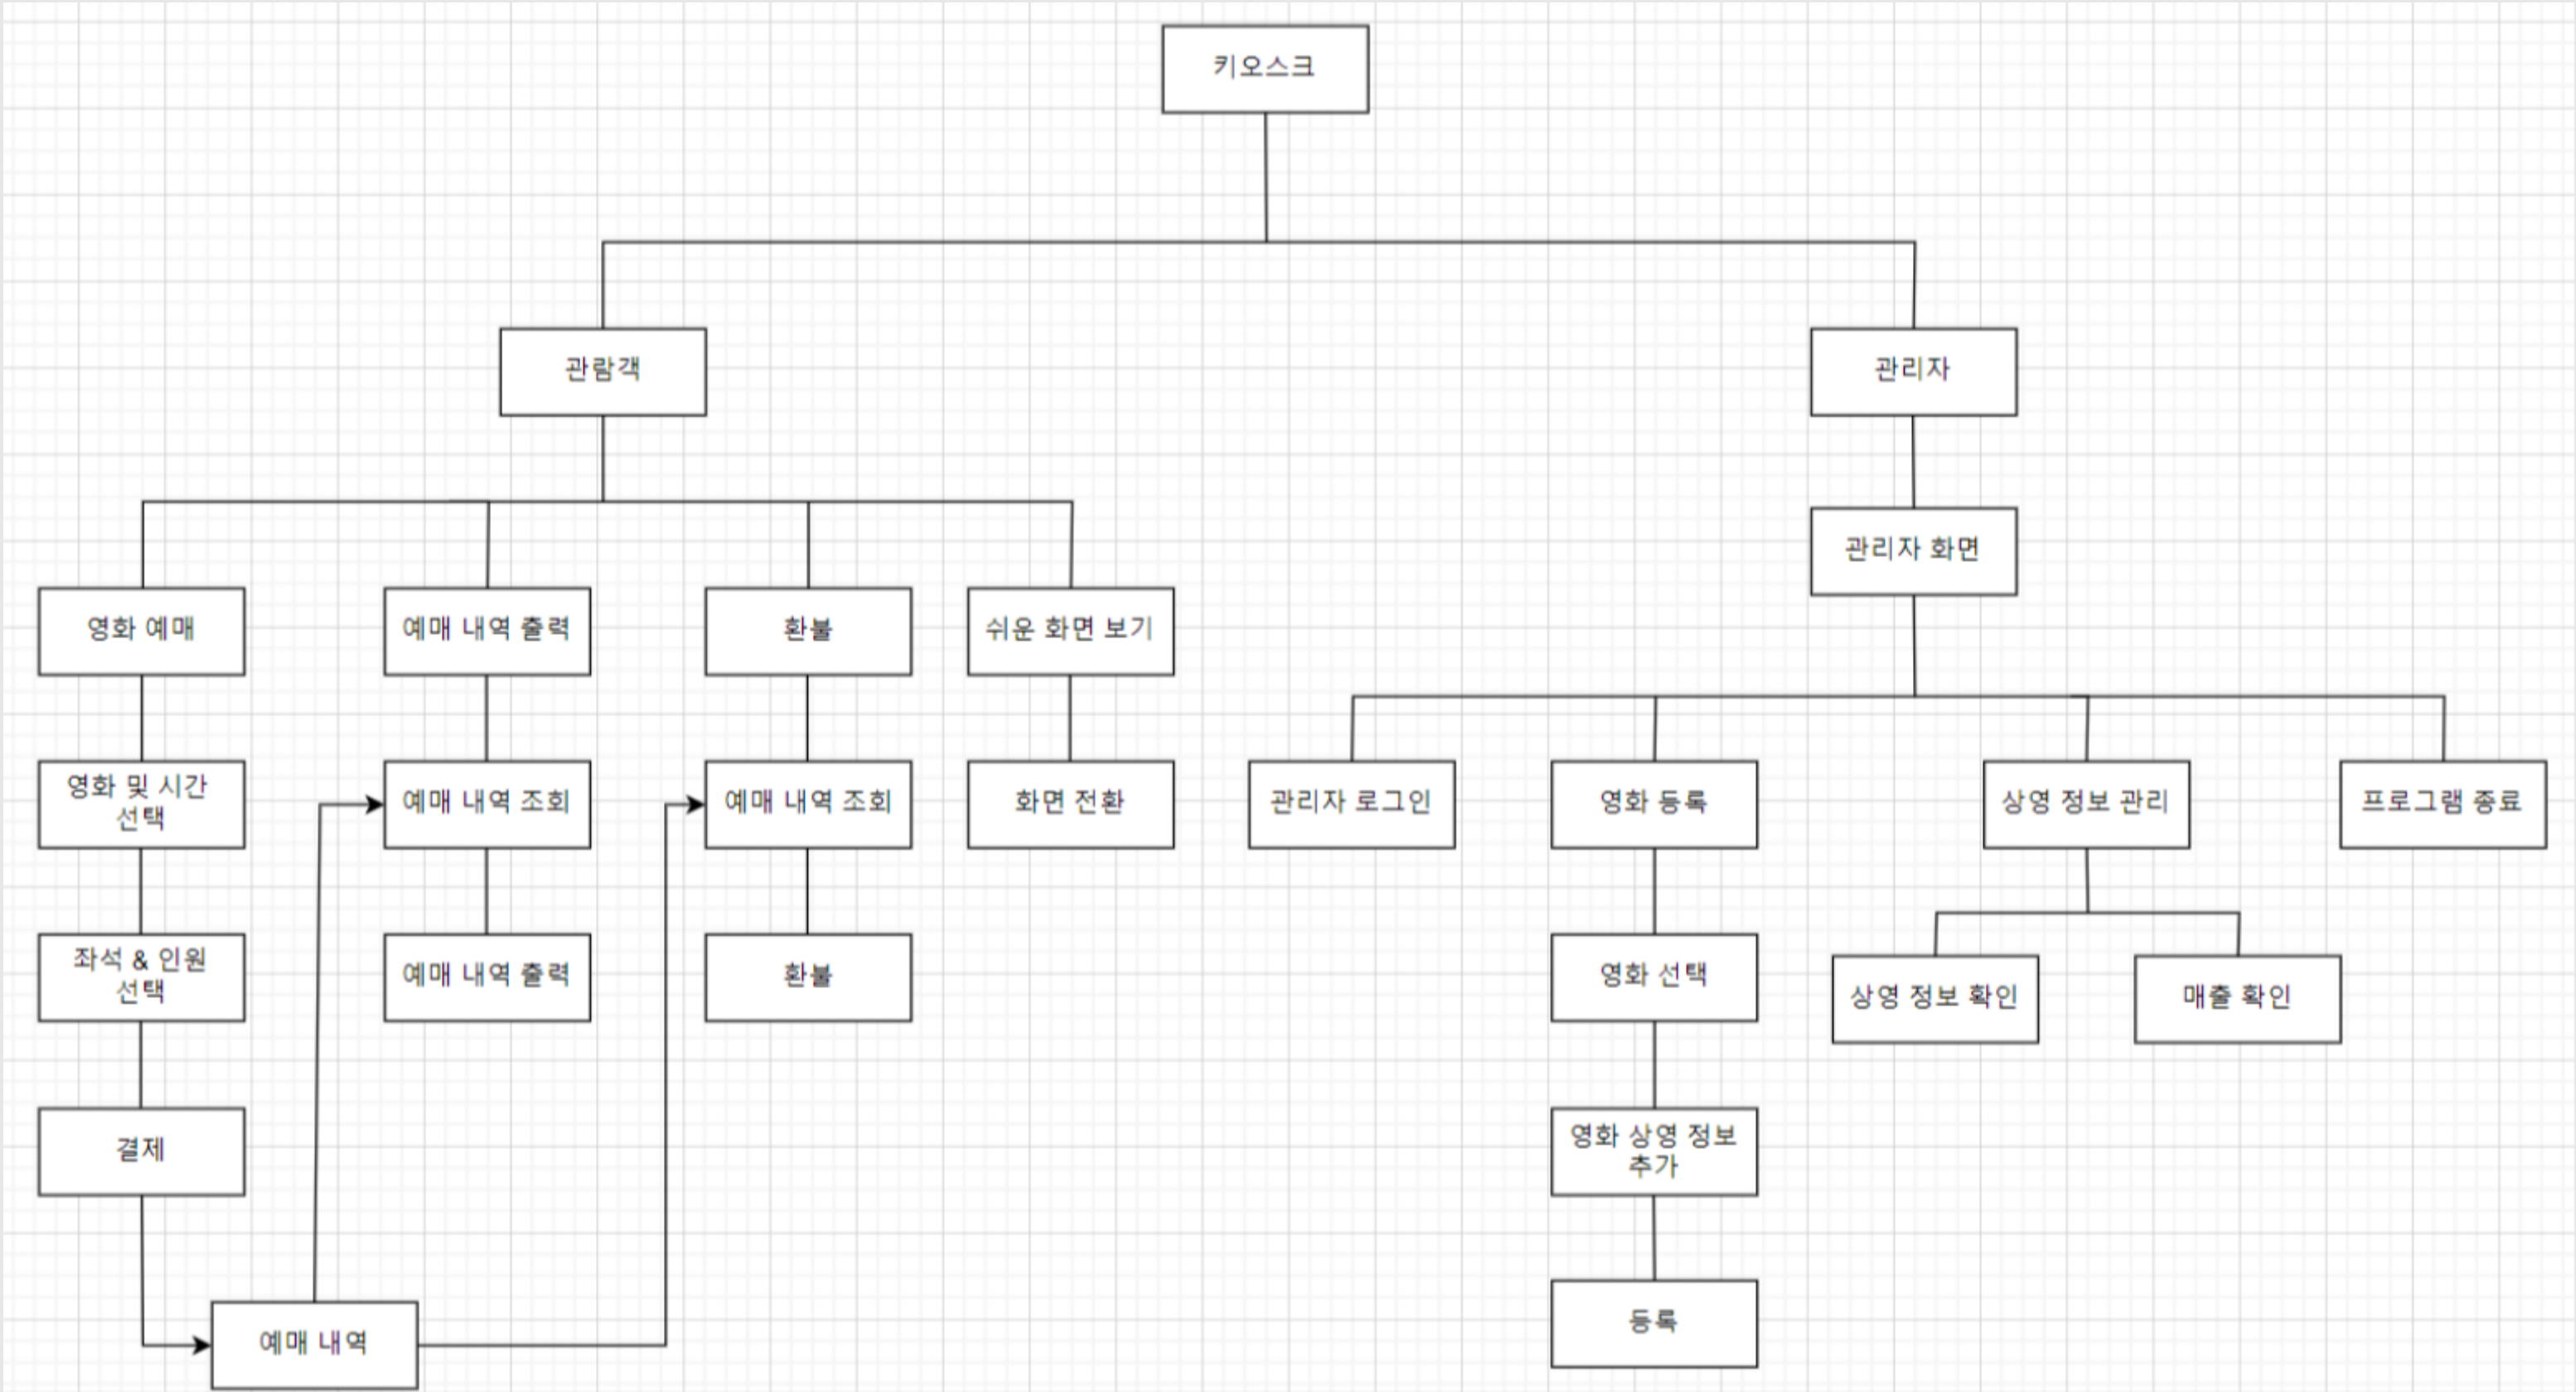 키오스크
관람객
관리자
관리자 화면
영화 예매
예매 내역 출력
환불
쉬운 화면 보기
영화 및 시간
선택
예매 내역 조회
예매 내역 조회
화면 전환
관리자 로그인
영화 등록
상영 정보 관리
프로그램 종료
좌석 & 인원
선택
예매 내역 출력
환불
영화 선택
상영 정보 확인
매출 확인
결제
영화 상영 정보
추가
예매 내역
등록